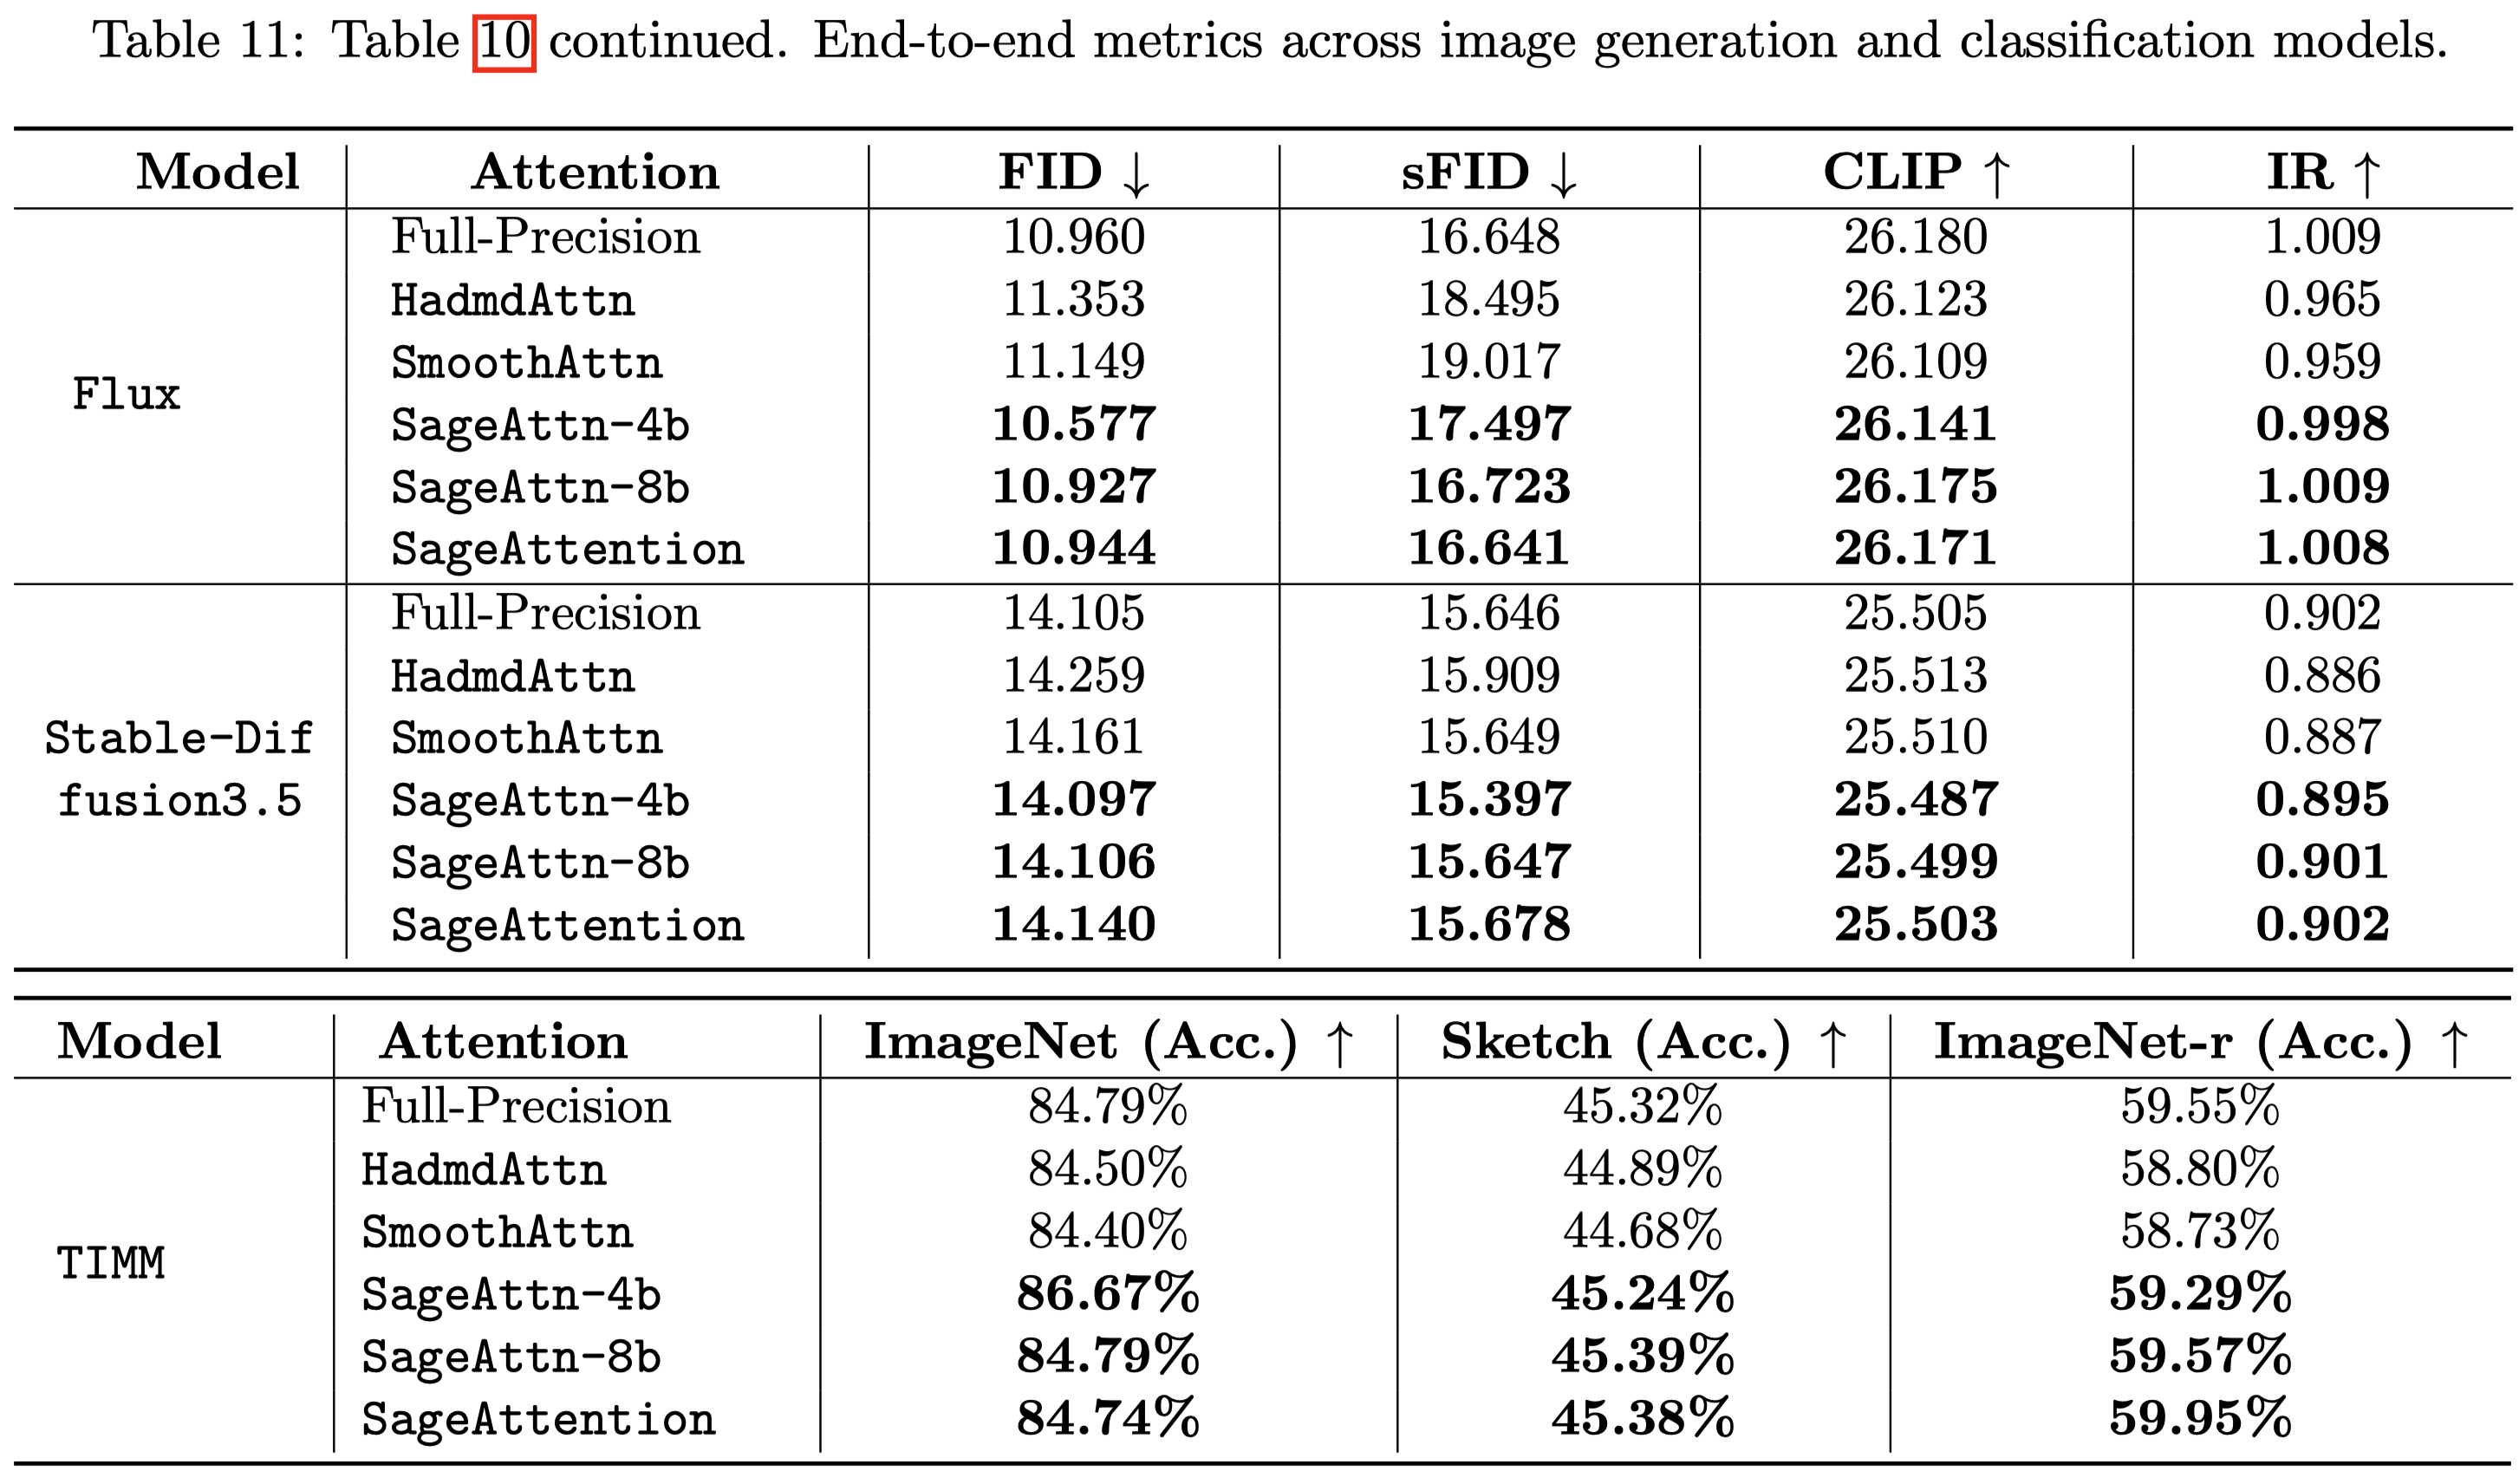 Table 11: Table 10 continued. End-to-end metrics across image generation and classification models.
Model Attention FID ↓ sFID ↓ CLIP ↑ IR ↑
Full-Precision 10.960 16.648 26.180 1.009
HadmdAttn 11.353 18.495 26.123 0.965
SmoothAttn 11.149 19.017 26.109 0.959
Flux
SageAttn-4b 10.577 17.497 26.141 0.998
SageAttn-8b 10.927 16.723 26.175 1.009
SageAttention 10.944 16.641 26.171 1.008
Full-Precision 14.105 15.646 25.505 0.902
HadmdAttn 14.259 15.909 25.513 0.886
Stable-Dif SmoothAttn 14.161 15.649 25.510 0.887
fusion3.5 SageAttn-4b 14.097 15.397 25.487 0.895
SageAttn-8b 14.106 15.647 25.499 0.901
SageAttention 14.140 15.678 25.503 0.902
Model Attention ImageNet (Acc.) ↑ Sketch (Acc.) ↑ ImageNet-r (Acc.) ↑
Full-Precision 84.79% 45.32% 59.55%
HadmdAttn 84.50% 44.89% 58.80%
SmoothAttn 84.40% 44.68% 58.73%
TIMM
SageAttn-4b 86.67% 45.24% 59.29%
SageAttn-8b 84.79% 45.39% 59.57%
SageAttention 84.74% 45.38% 59.95%